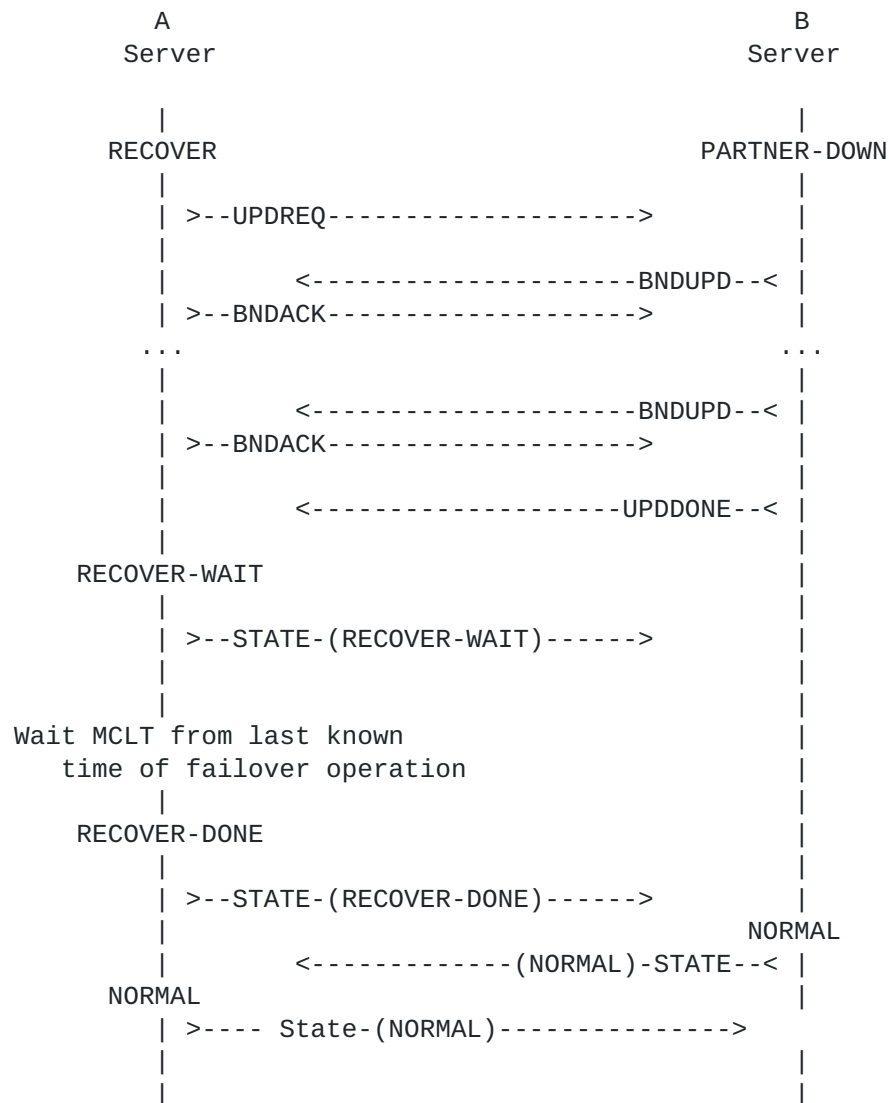 A B
Server Server
| |
RECOVER PARTNER-DOWN
| |
| >--UPDREQ--------------------> |
| |
| <---------------------BNDUPD--< |
| >--BNDACK--------------------> |
... ...
| |
| <---------------------BNDUPD--< |
| >--BNDACK--------------------> |
| |
| <--------------------UPDDONE--< |
| |
RECOVER-WAIT |
| |
| >--STATE-(RECOVER-WAIT)------> |
| |
| |
Wait MCLT from last known |
time of failover operation |
| |
RECOVER-DONE |
| |
| >--STATE-(RECOVER-DONE)------> |
| NORMAL
| <-------------(NORMAL)-STATE--< |
NORMAL |
| >---- State-(NORMAL)--------------->
| |
| |